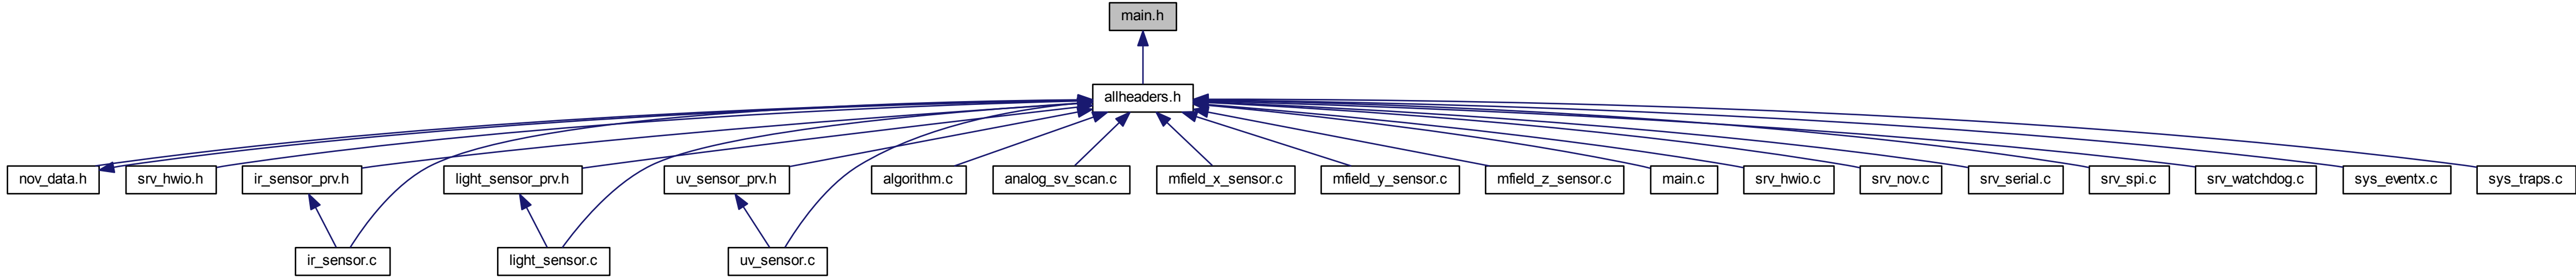 main.h
allheaders.h
nov_data.h
srv_hwio.h
ir_sensor_prv.h
light_sensor_prv.h
uv_sensor_prv.h
algorithm.c
analog_sv_scan.c
mfield_x_sensor.c
mfield_y_sensor.c
mfield_z_sensor.c
main.c
srv_hwio.c
srv_nov.c
srv_serial.c
srv_spi.c
srv_watchdog.c
sys_eventx.c
sys_traps.c
ir_sensor.c
light_sensor.c
uv_sensor.c